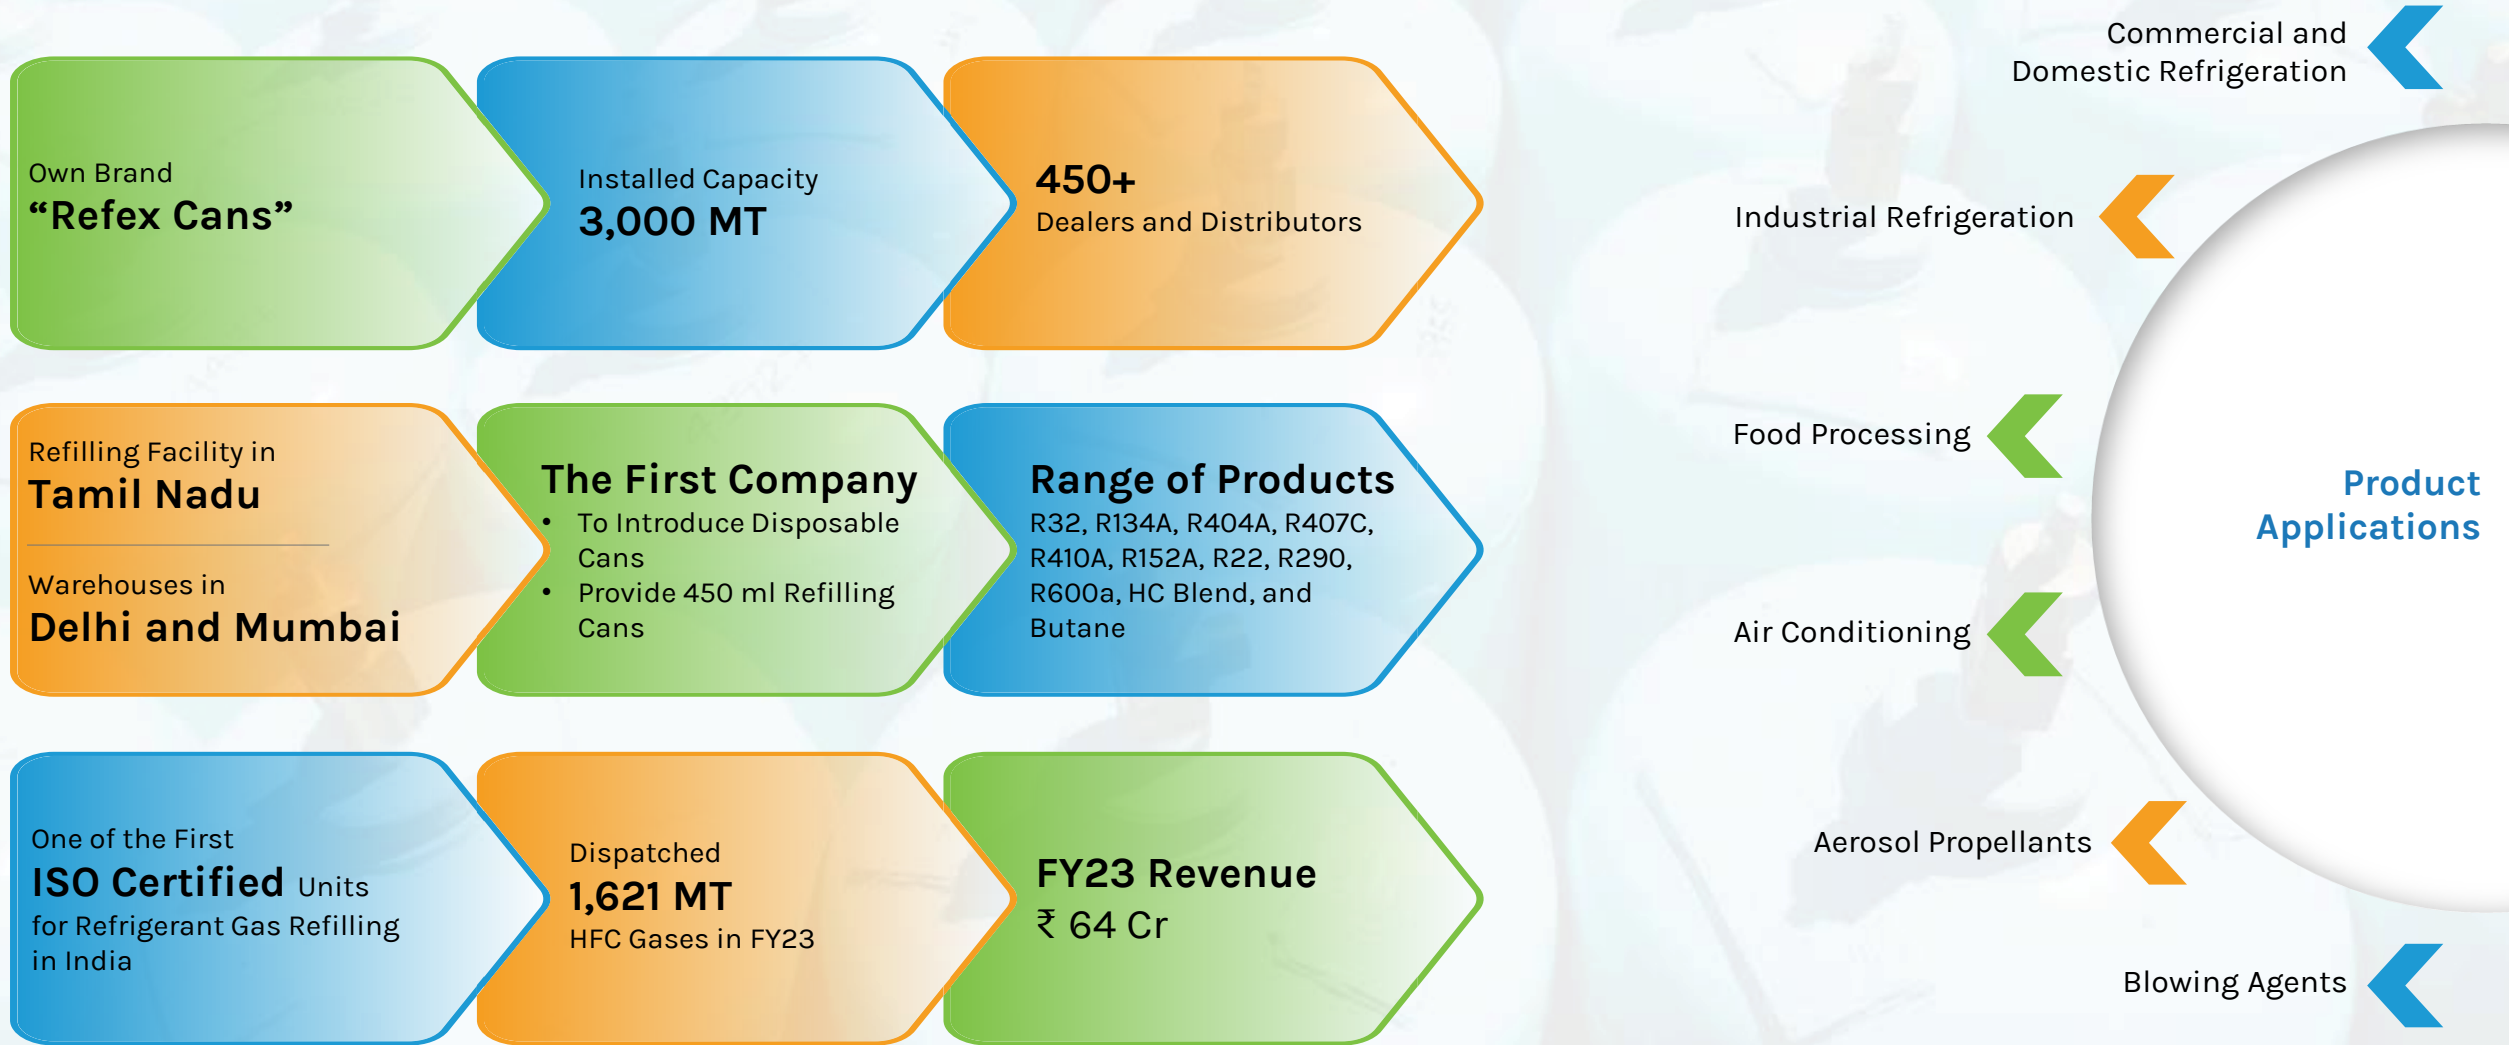 Own Brand
“Refex Cans”
Installed Capacity
3,000 MT
450+
Dealers and Distributors
Refilling Facility in
Tamil Nadu
Warehouses in
Delhi and Mumbai
The First Company
• To Introduce Disposable
Cans
• Provide 450 ml Refilling
Cans
Range of Products
R32, R134A, R404A, R407C,
R410A, R152A, R22, R290,
R600a, HC Blend, and
Butane
One of the First
ISO Certified Units
for Refrigerant Gas Refilling
in India
Dispatched
1,621 MT
HFC Gases in FY23
FY23 Revenue
₹ 64 Cr
Commercial and
Domestic Refrigeration
Industrial Refrigeration
Food Processing
Air Conditioning
Aerosol Propellants
Blowing Agents
Product
Applications